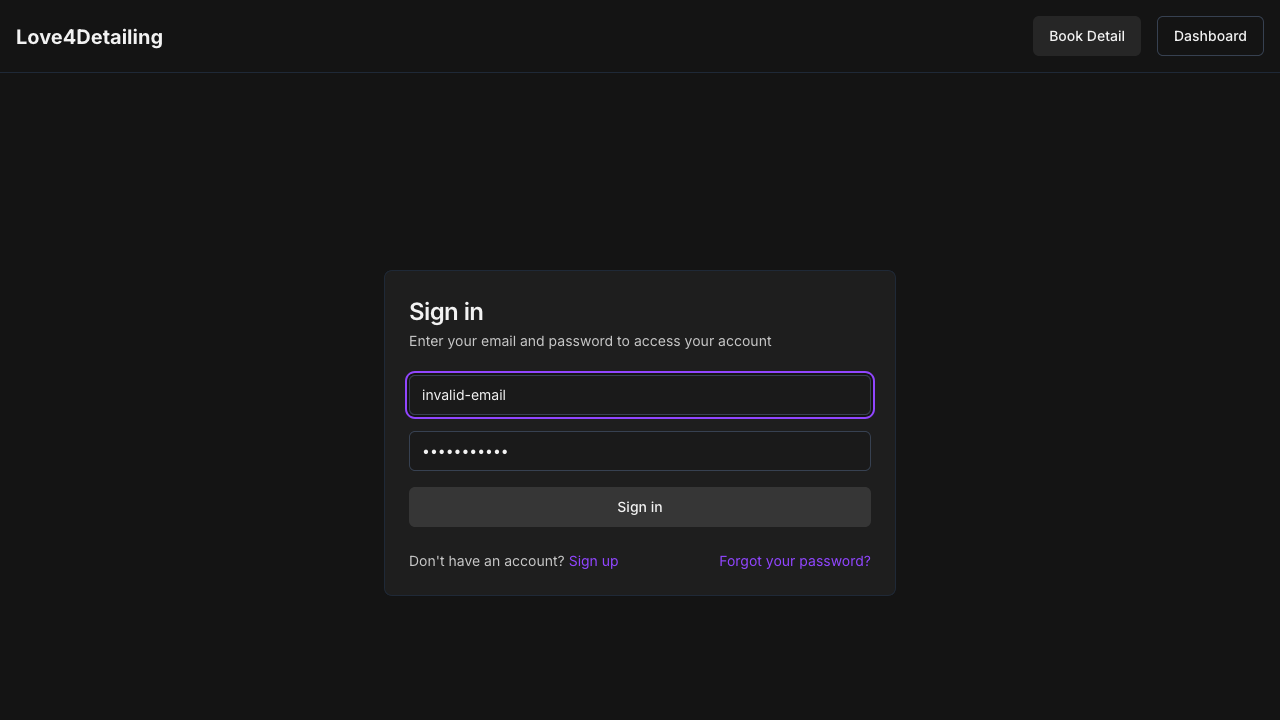 Love4Detailing
Book Detail
Dashboard
Sign in
Enter your email and password to access your account
invalid-email
•••••••••••
Sign in
Don't have an account? Sign up
Forgot your password?